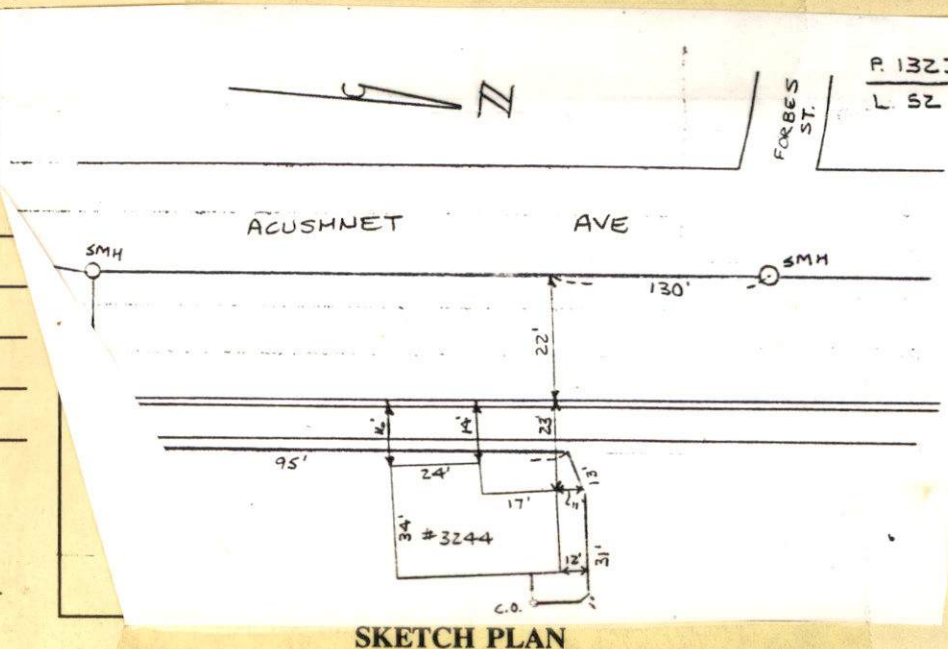 N
FORBES
ST.
P. 132
L. 52
ACUSHNET AVE
SMH
SMH
130'
22'
16'
14'
23'
95'
24'
17'
13'
34'
#3244
12'
31'
C.O.
SKETCH PLAN